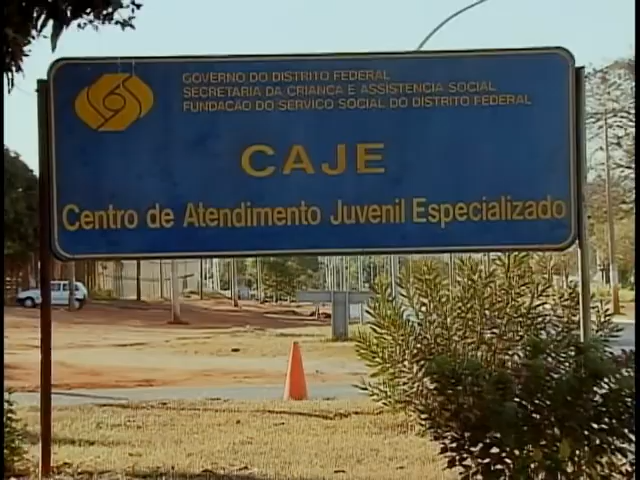 GOVERNO DO DISTRITO FEDERAL
SECRETARIA DA CRIANÇA E ASSISTENCIA SOCIAL
FUNDAÇÃO DO SERVIÇO SOCIAL DO DISTRITO FEDERAL
CAJE
Centro de Atendimento Juvenil Especializado